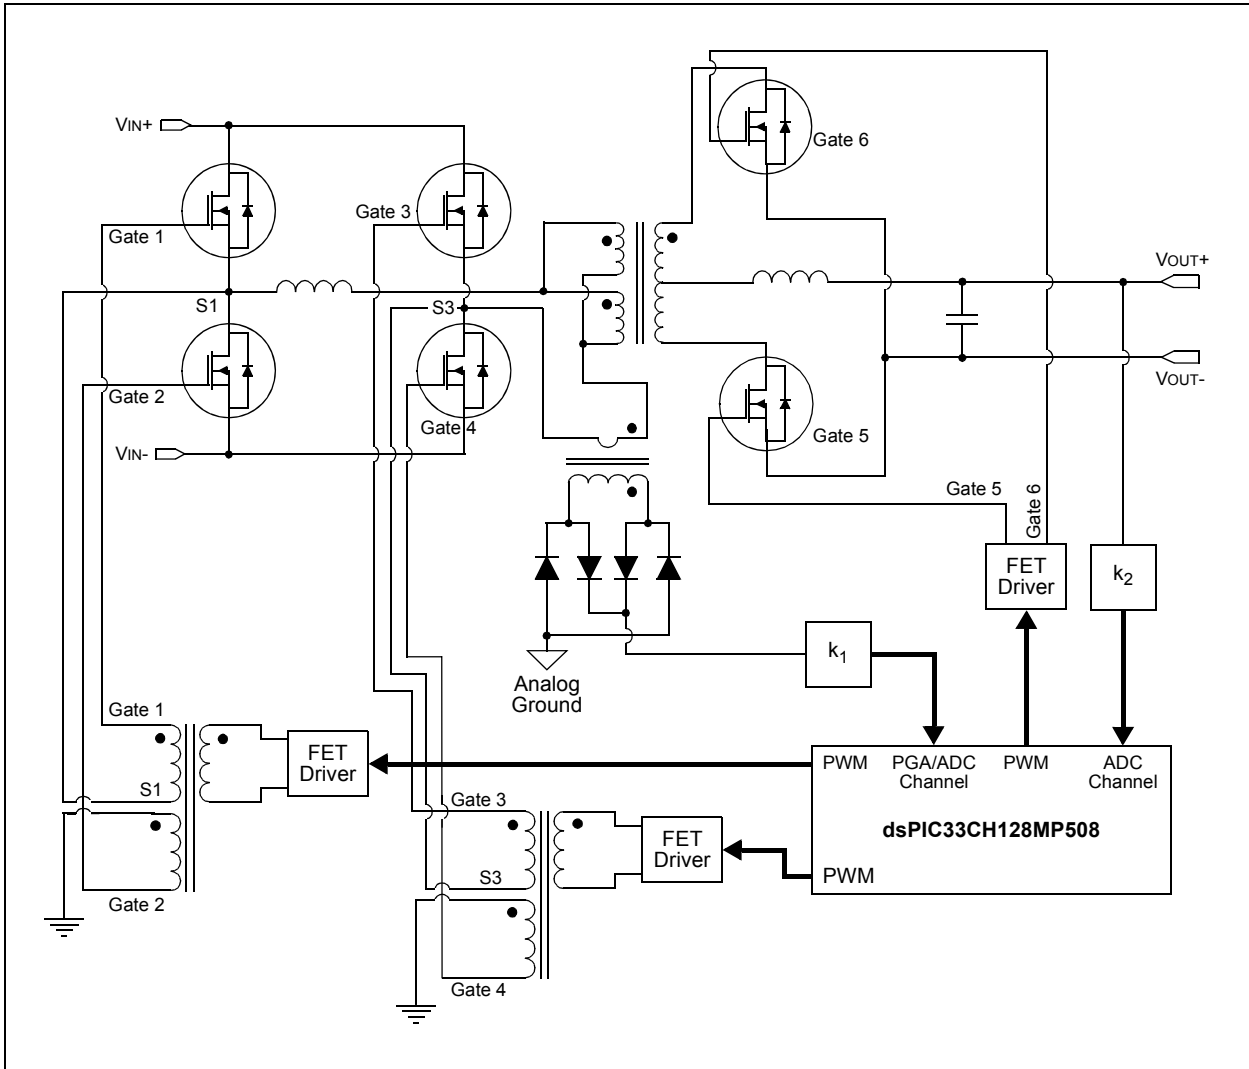 VIN+
Gate 1
S1
Gate 2
VIN-
Gate 3
S3
Gate 4
Gate 6
VOUT+
VOUT-
Gate 5
Gate 5
Gate 6
FET
Driver
k2
k1
Analog
Ground
Gate 1
S1
Gate 2
FET
Driver
Gate 3
S3
Gate 4
FET
Driver
PWM
PGA/ADC
Channel
PWM
ADC
Channel
dsPIC33CH128MP508
PWM